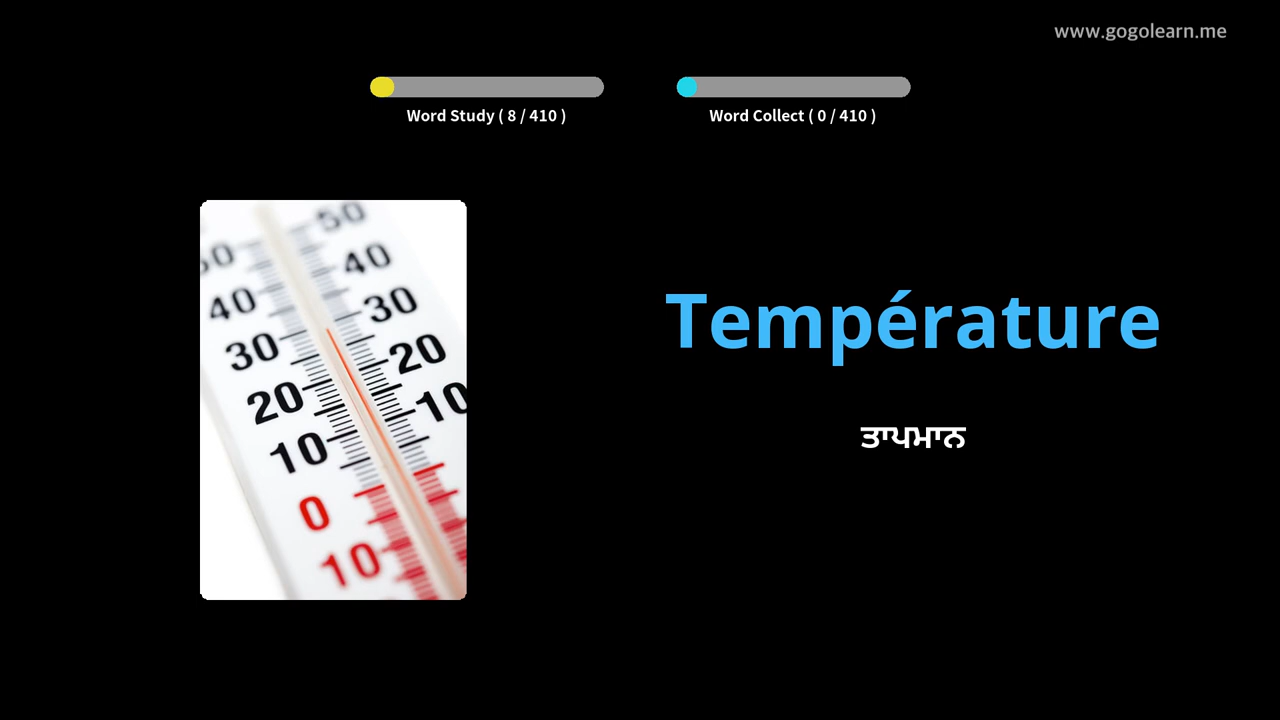 www.gogolearn.me
Word Study ( 8 / 410 )
Word Collect ( 0 / 410 )
50
50
40
40
30
30
20
20
10
10
0
10
Température
ਤਾਪਮਾਨ